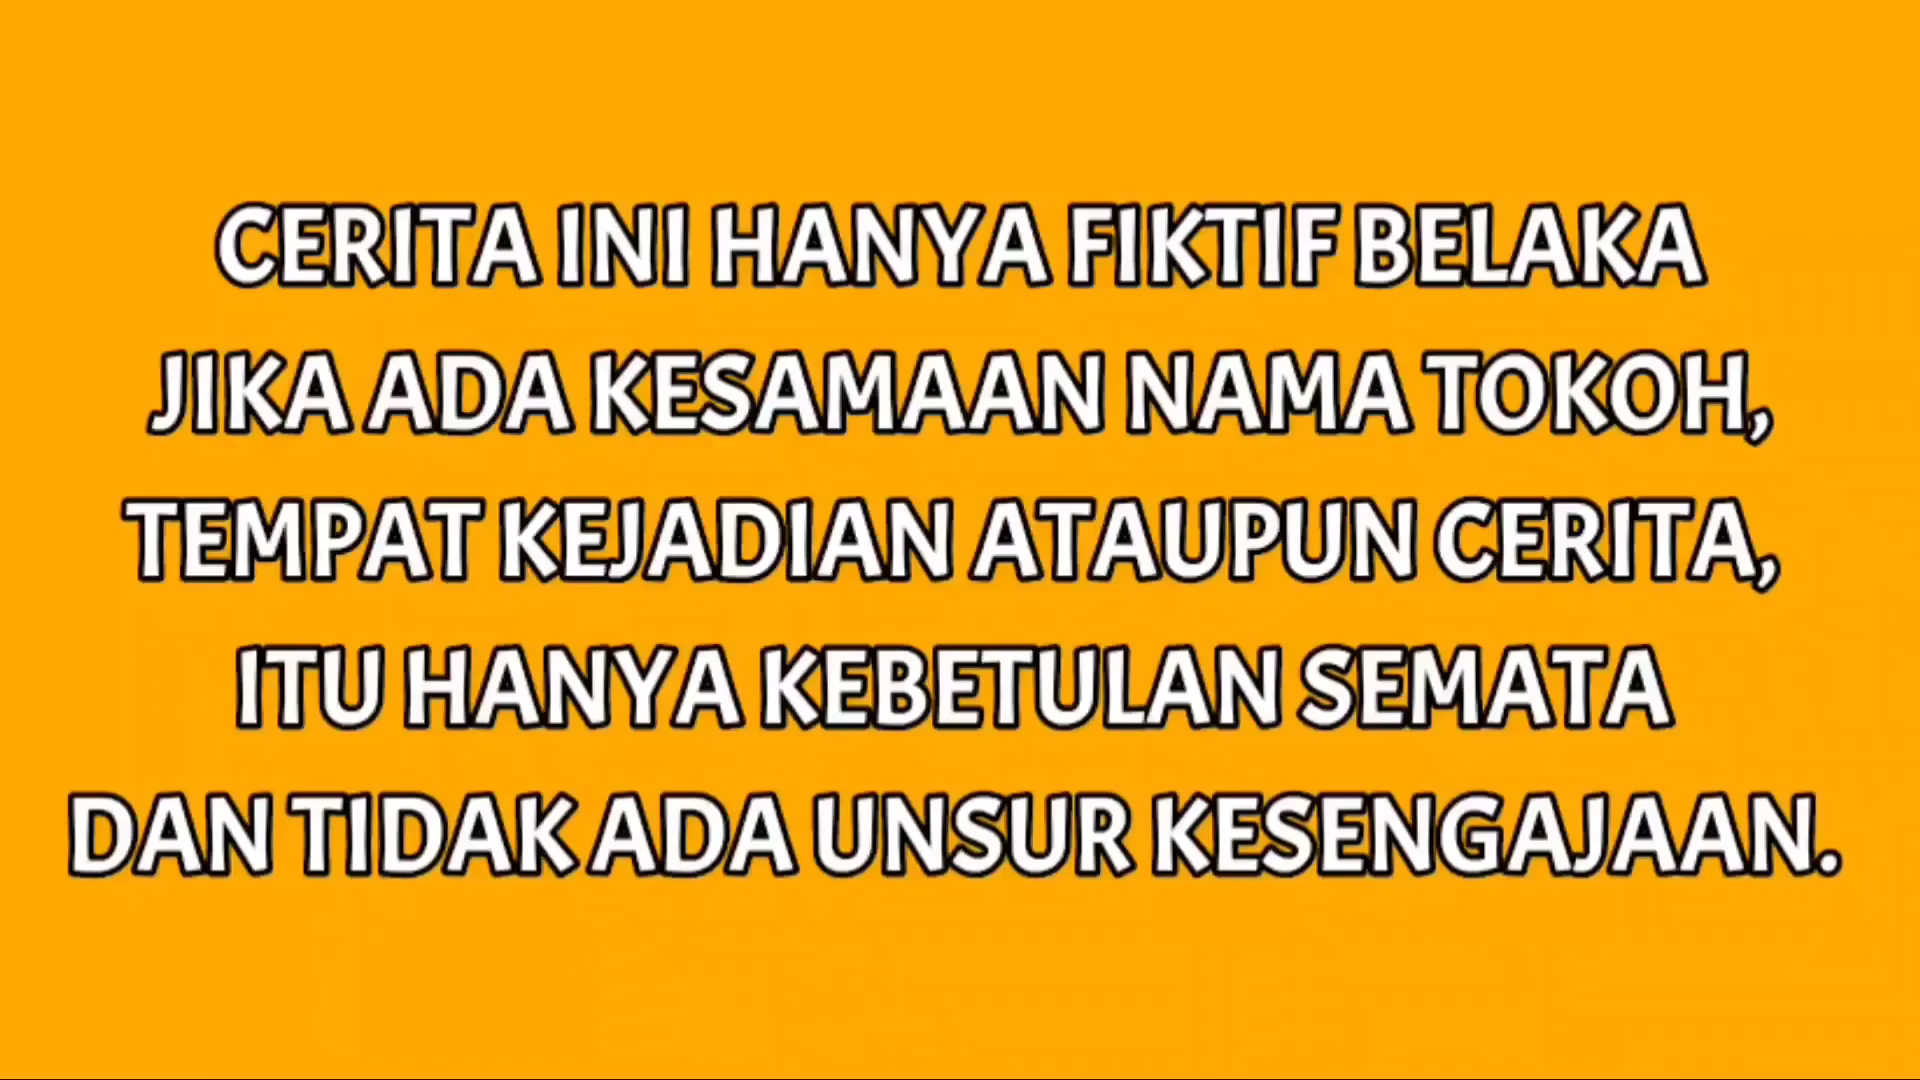 CERITA INI HANYA FIKTIF BELAKA
JIKA ADA KESAMAAN NAMA TOKOH,
TEMPAT KEJADIAN ATAUPUN CERITA,
ITU HANYA KEBETULAN SEMATA
DAN TIDAK ADA UNSUR KESENGAJAAN.